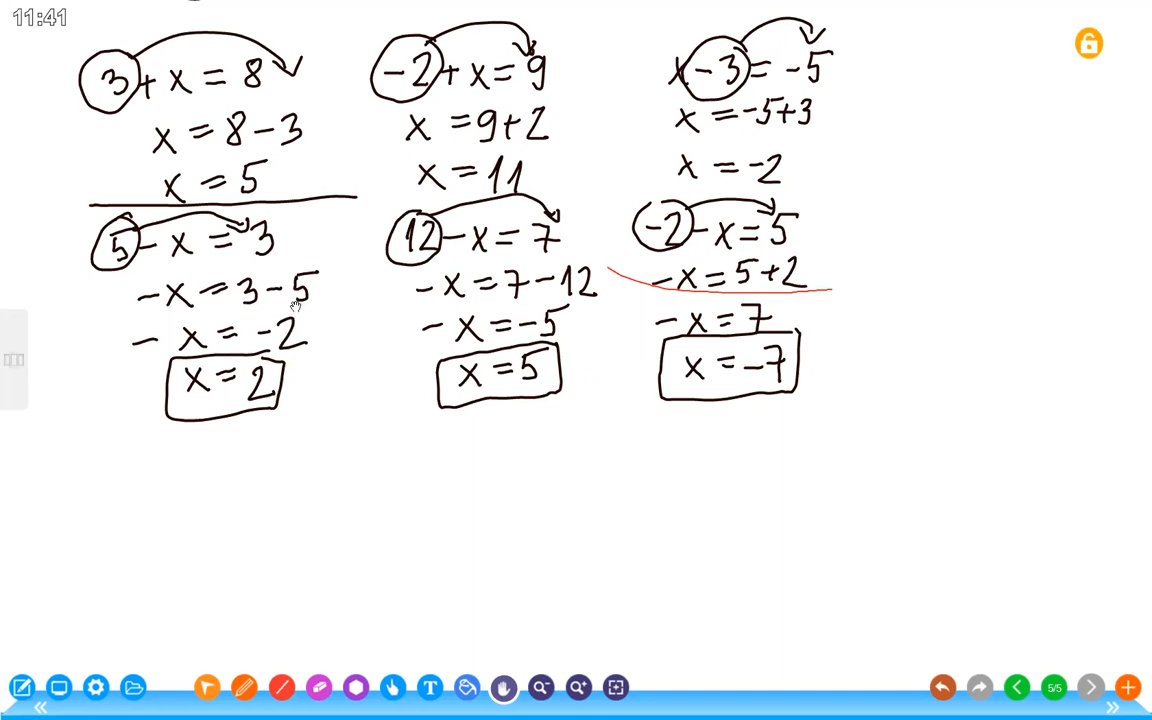 11:41
3 + x = 8
x = 8 - 3
x = 5
-2 + x = 9
x = 9 + 2
x = 11
x - 3 = -5
x = -5 + 3
x = -2
5 - x = 3
-x = 3 - 5
-x = -2
x = 2
12 - x = 7
-x = 7 - 12
-x = -5
x = 5
-2 - x = 5
-x = 5 + 2
-x = 7
x = -7
T
5/5